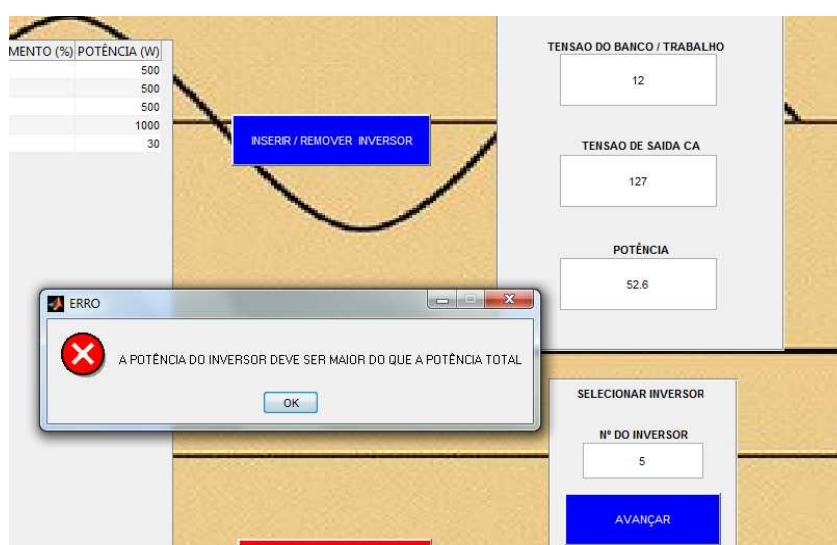 MENTO (%) POTÊNCIA (W)
500
500
500
1000
30
INSERIR / REMOVER INVERSOR
TENSAO DO BANCO / TRABALHO
12
TENSAO DE SAIDA CA
127
POTÊNCIA
52.6
ERRO
A POTÊNCIA DO INVERSOR DEVE SER MAIOR DO QUE A POTÊNCIA TOTAL
OK
SELECIONAR INVERSOR
Nº DO INVERSOR
5
AVANÇAR